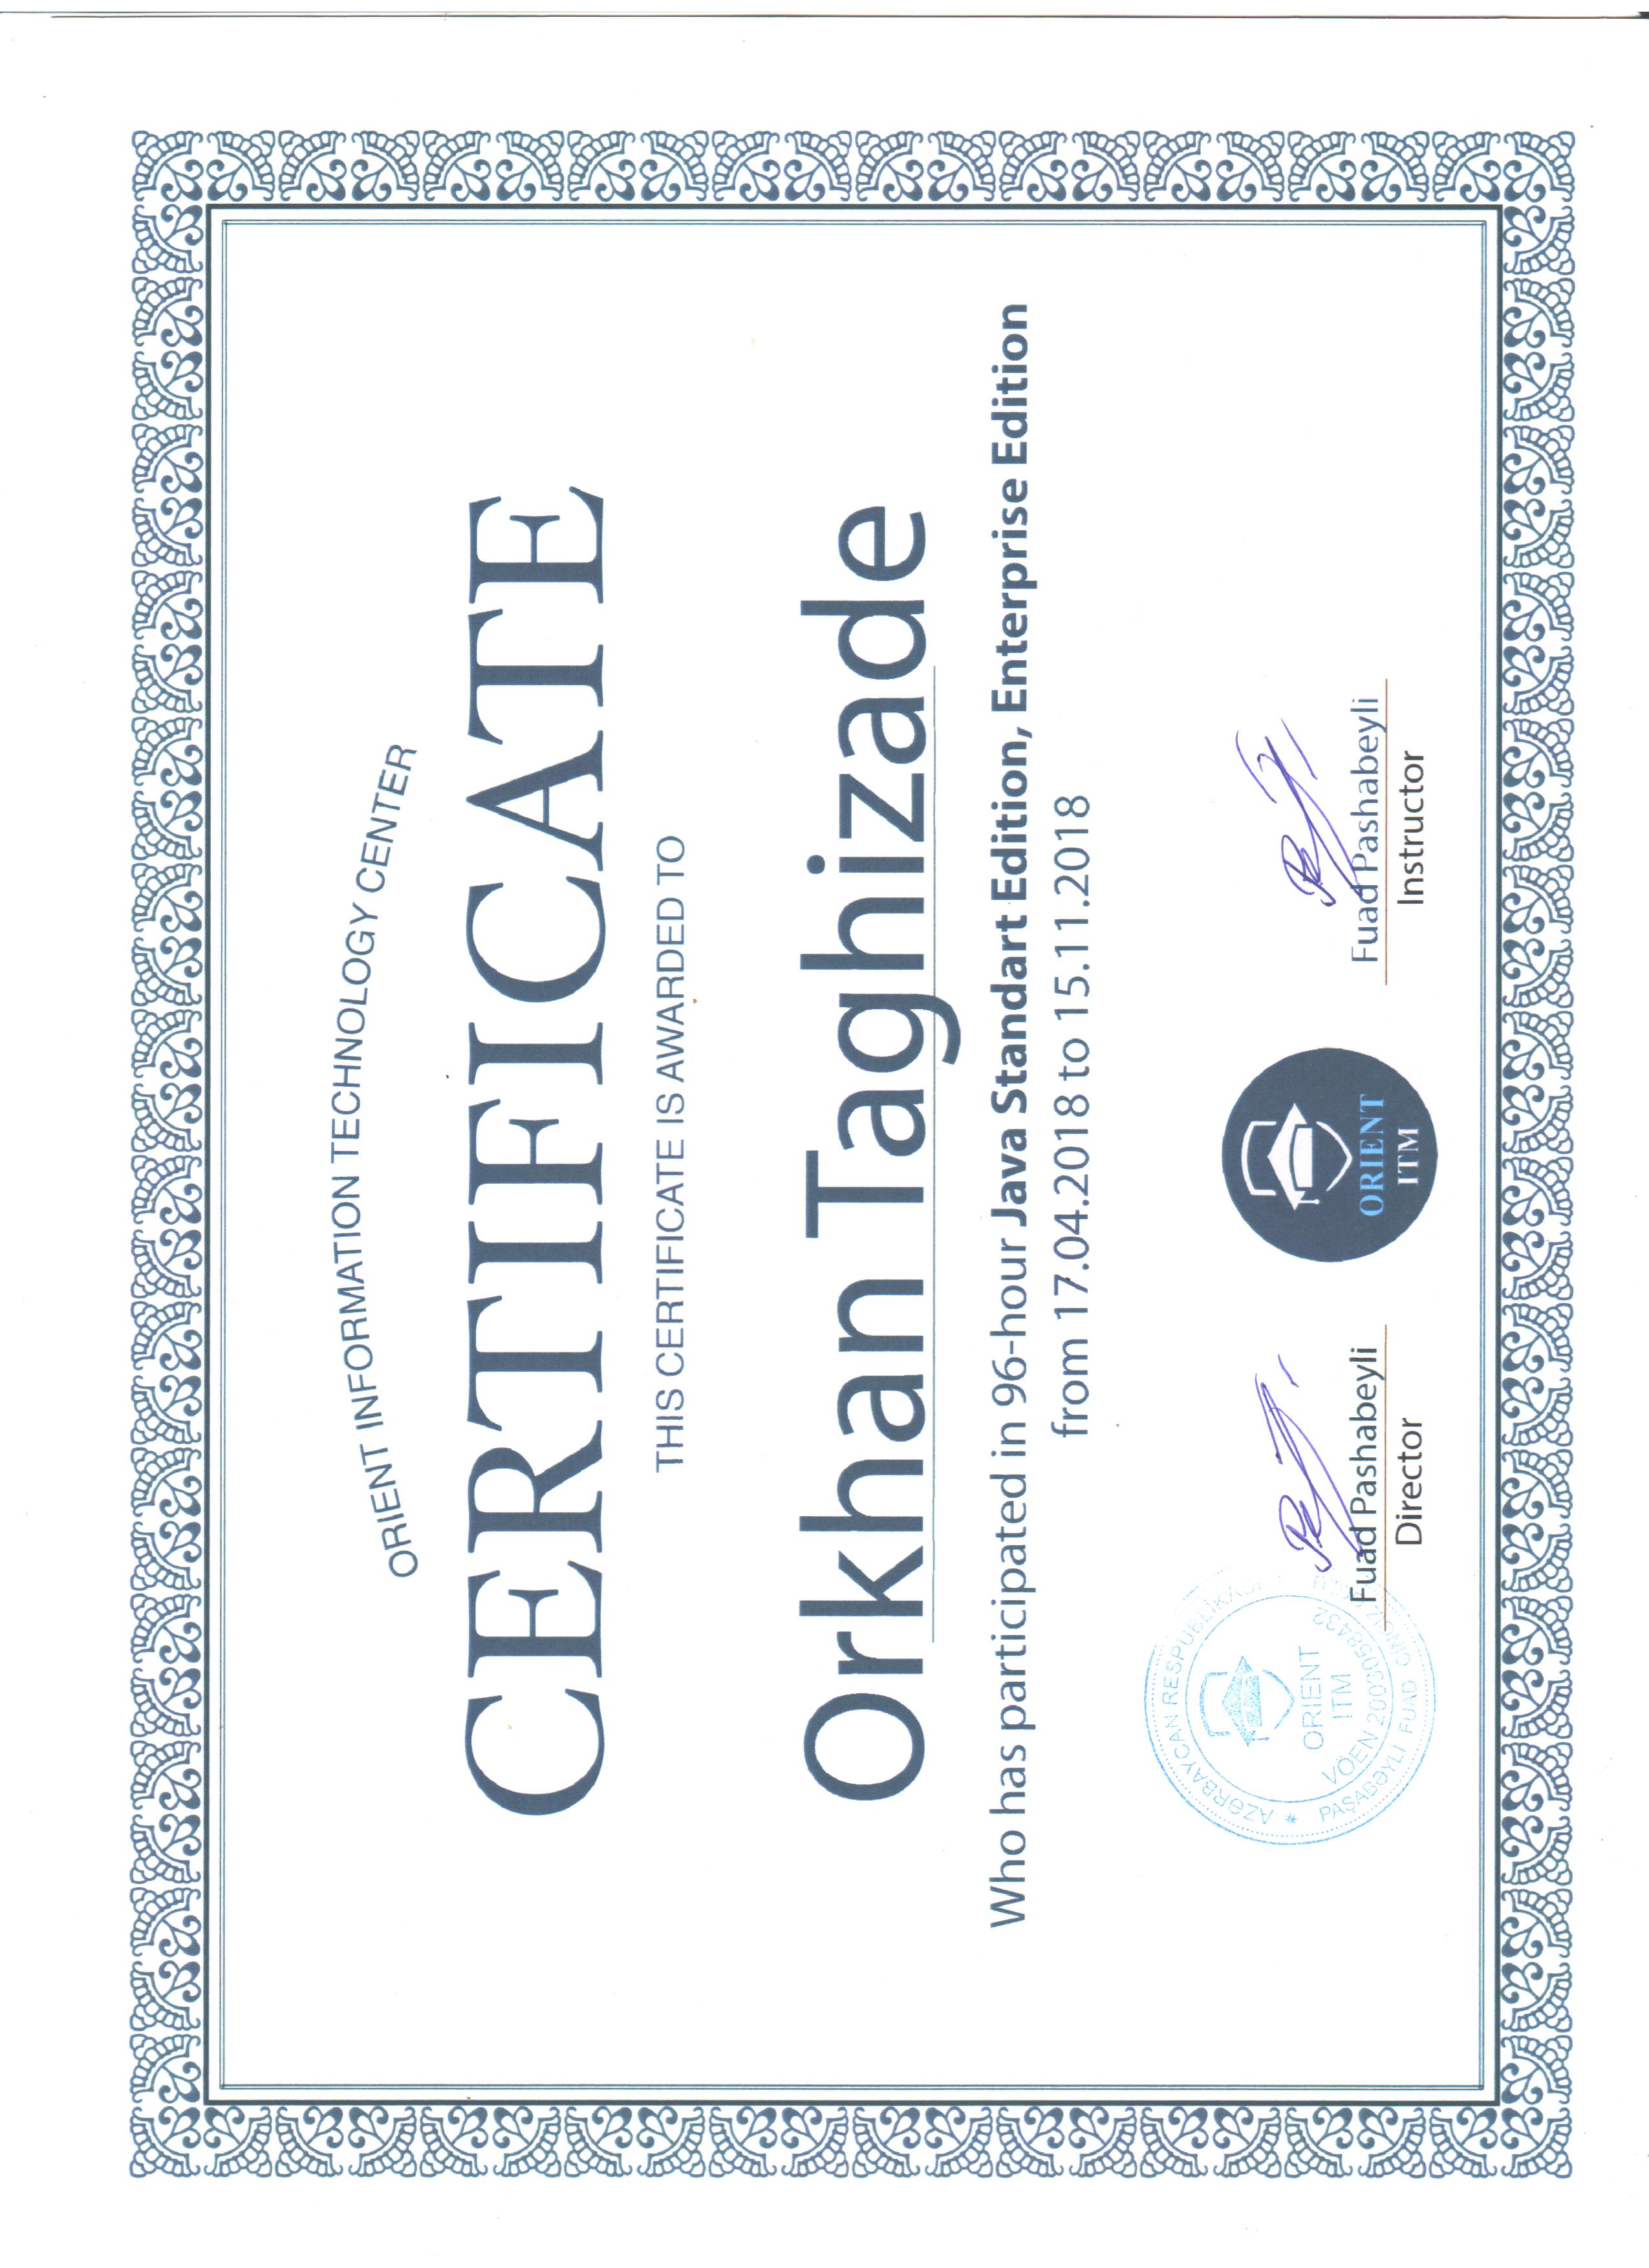 ORIENT INFORMATION TECHNOLOGY CENTER
CERTIFICATE
THIS CERTIFICATE IS AWARDED TO
Orkhan Taghizade
Who has participated in 96-hour Java Standart Edition, Enterprise Edition
from 17.04.2018 to 15.11.2018
AZƏRBAYCAN RESPUBLİKASI
ORIENT
ITM
VÖEN 2003058432
PAŞABƏYLİ FUAD
Fuad Pashabeyli
Director
ORIENT
ITM
Fuad Pashabeyli
Instructor